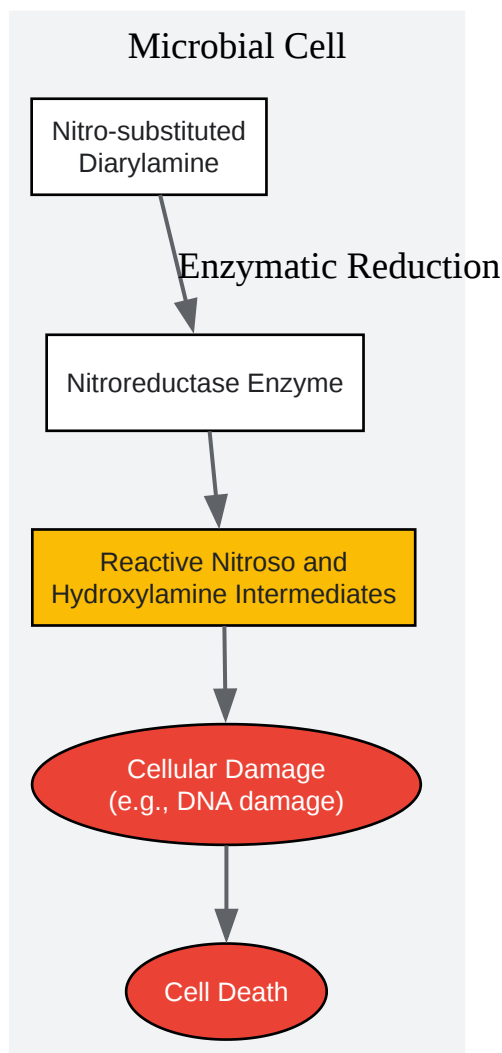 Microbial Cell
Nitro-substituted
Diarylamine
Enzymatic Reduction
Nitroreductase Enzyme
Reactive Nitroso and
Hydroxylamine Intermediates
Cellular Damage
(e.g., DNA damage)
Cell Death